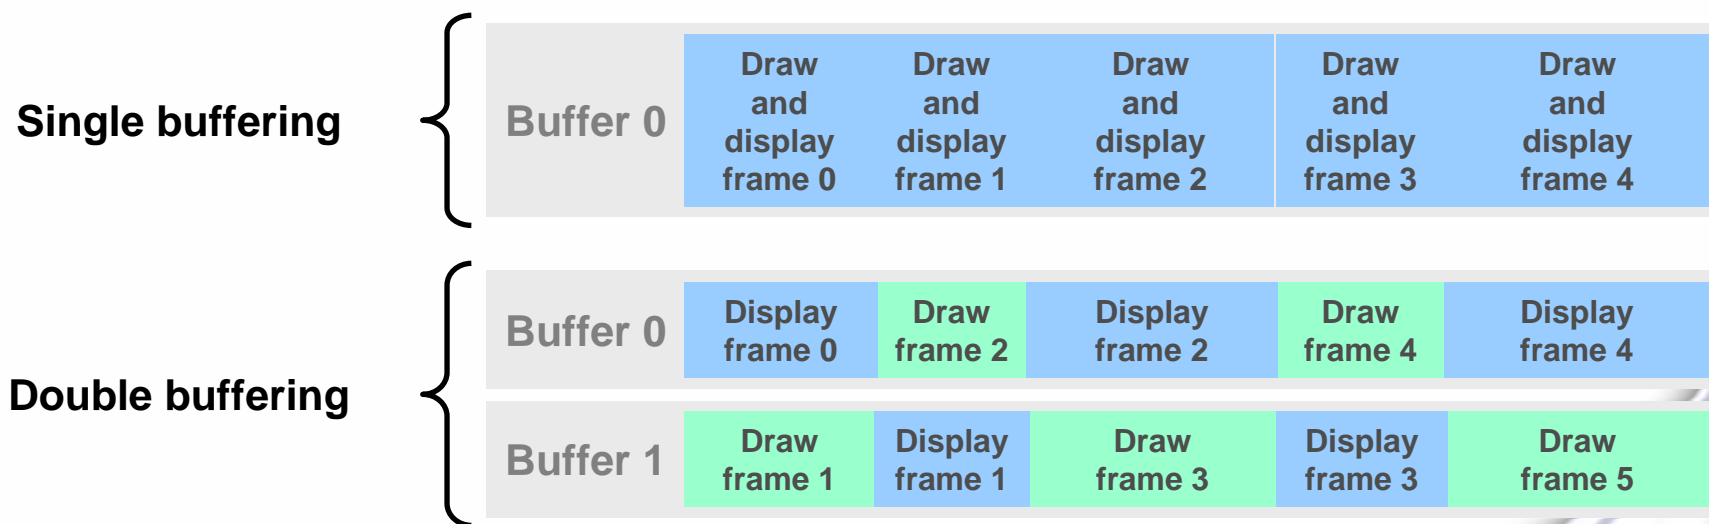 Single buffering
Buffer 0
Draw
and
display
frame 0
Draw
and
display
frame 1
Draw
and
display
frame 2
Draw
and
display
frame 3
Draw
and
display
frame 4
Double buffering
Buffer 0
Display
frame 0
Draw
frame 2
Display
frame 2
Draw
frame 4
Display
frame 4
Buffer 1
Draw
frame 1
Display
frame 1
Draw
frame 3
Display
frame 3
Draw
frame 5